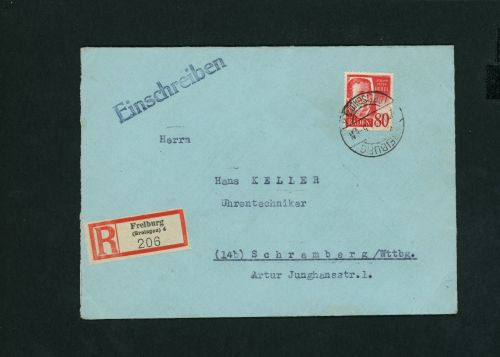 Einschreiben
80
Herrn
Hans KELLER
Uhrentechniker
R
Freiburg
(Breisgau) 4
206
(14b) Schramberg/Wttbg.
Artur Junghansstr.1.